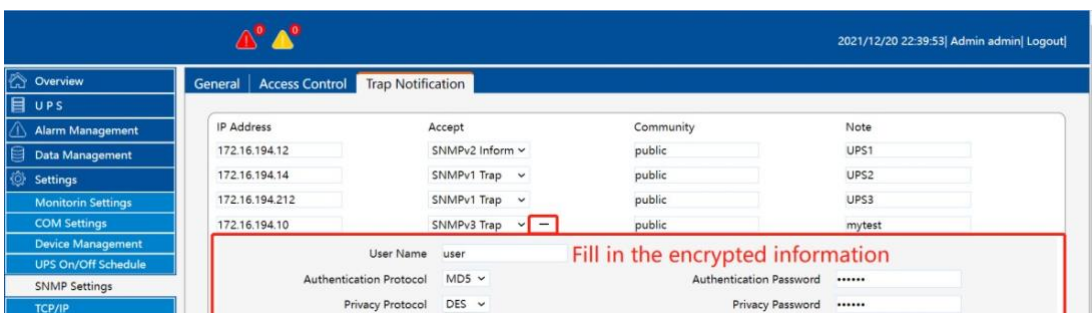 0 0
2021/12/20 22:39:53| Admin admin| Logout|
Overview
General | Access Control Trap Notification
UPS
Alarm Management
Data Management
Settings
Monitorin Settings
COM Settings
Device Management
UPS On/Off Schedule
SNMP Settings
TCP/IP
IP Address Accept Community Note
172.16.194.12 SNMPv2 Inform public UPS1
172.16.194.14 SNMPv1 Trap public UPS2
172.16.194.212 SNMPv1 Trap public UPS3
172.16.194.10 SNMPv3 Trap — public mytest
User Name user Fill in the encrypted information
Authentication Protocol MD5 Authentication Password ••••••
Privacy Protocol DES Privacy Password ••••••